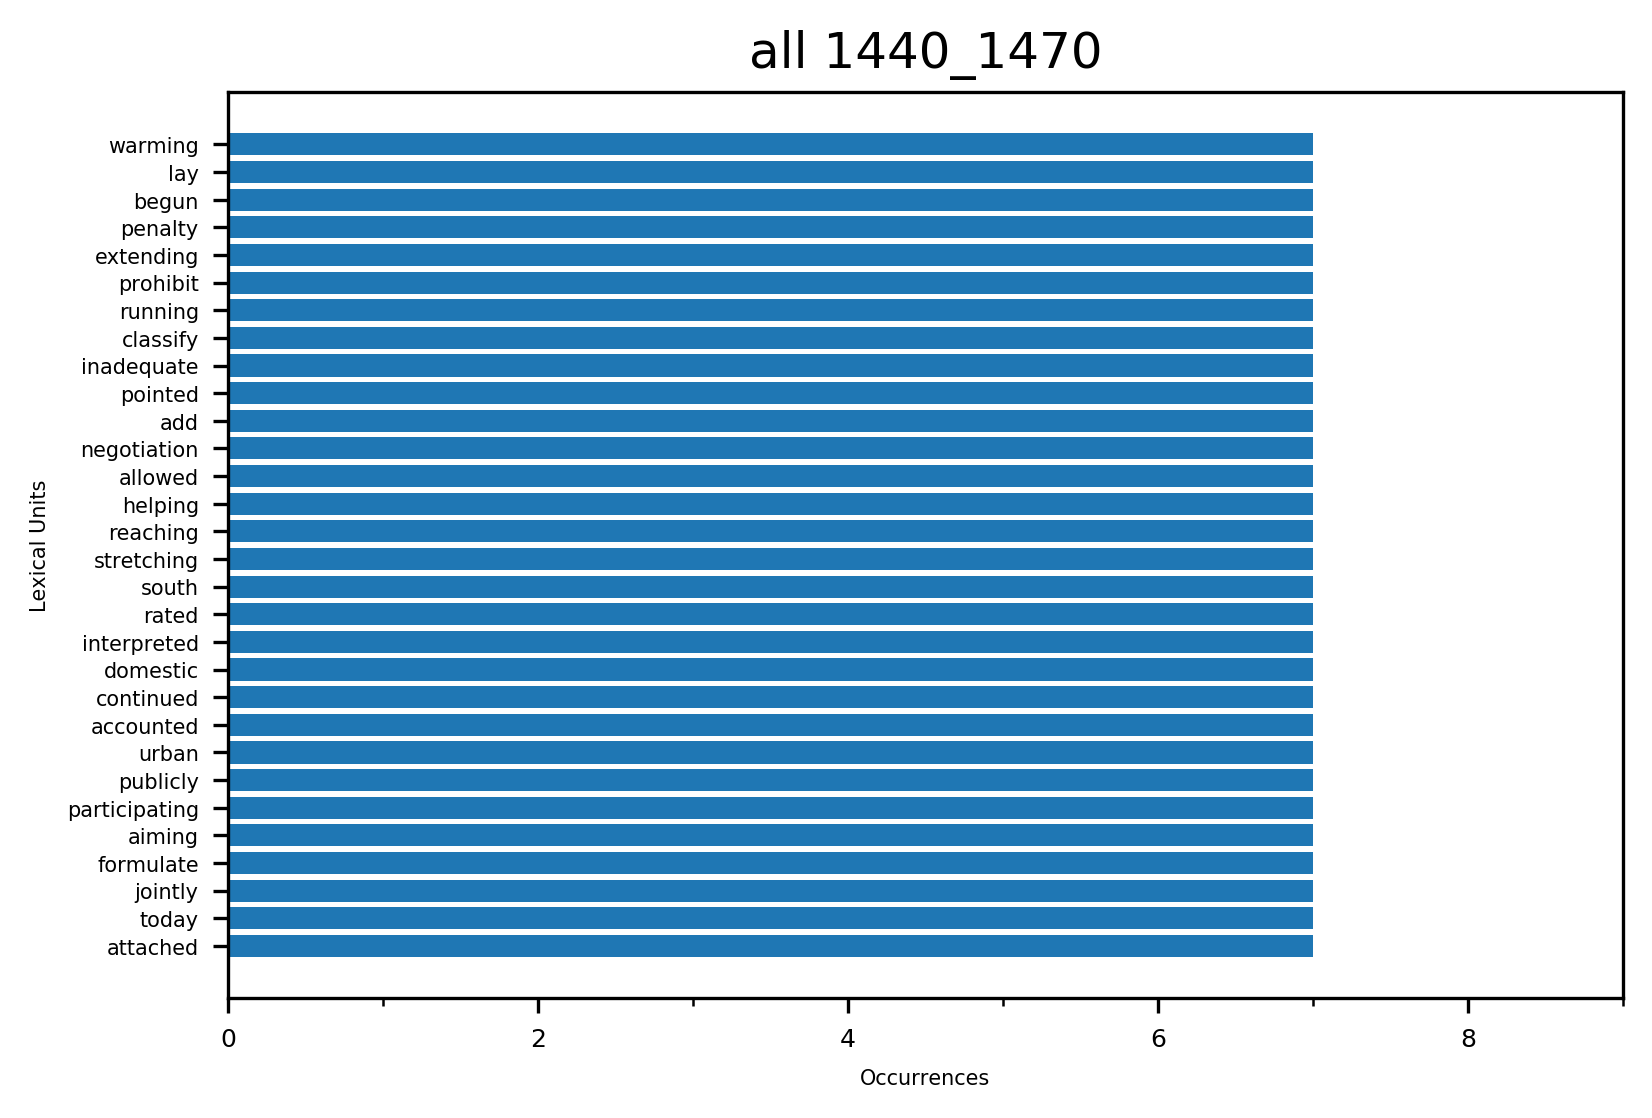 all 1440_1470
warming
lay
begun
penalty
extending
prohibit
running
classify
inadequate
pointed
add
negotiation
allowed
helping
reaching
stretching
south
rated
interpreted
domestic
continued
accounted
urban
publicly
participating
aiming
formulate
jointly
today
attached
Lexical Units
0 2 4 6 8
Occurrences